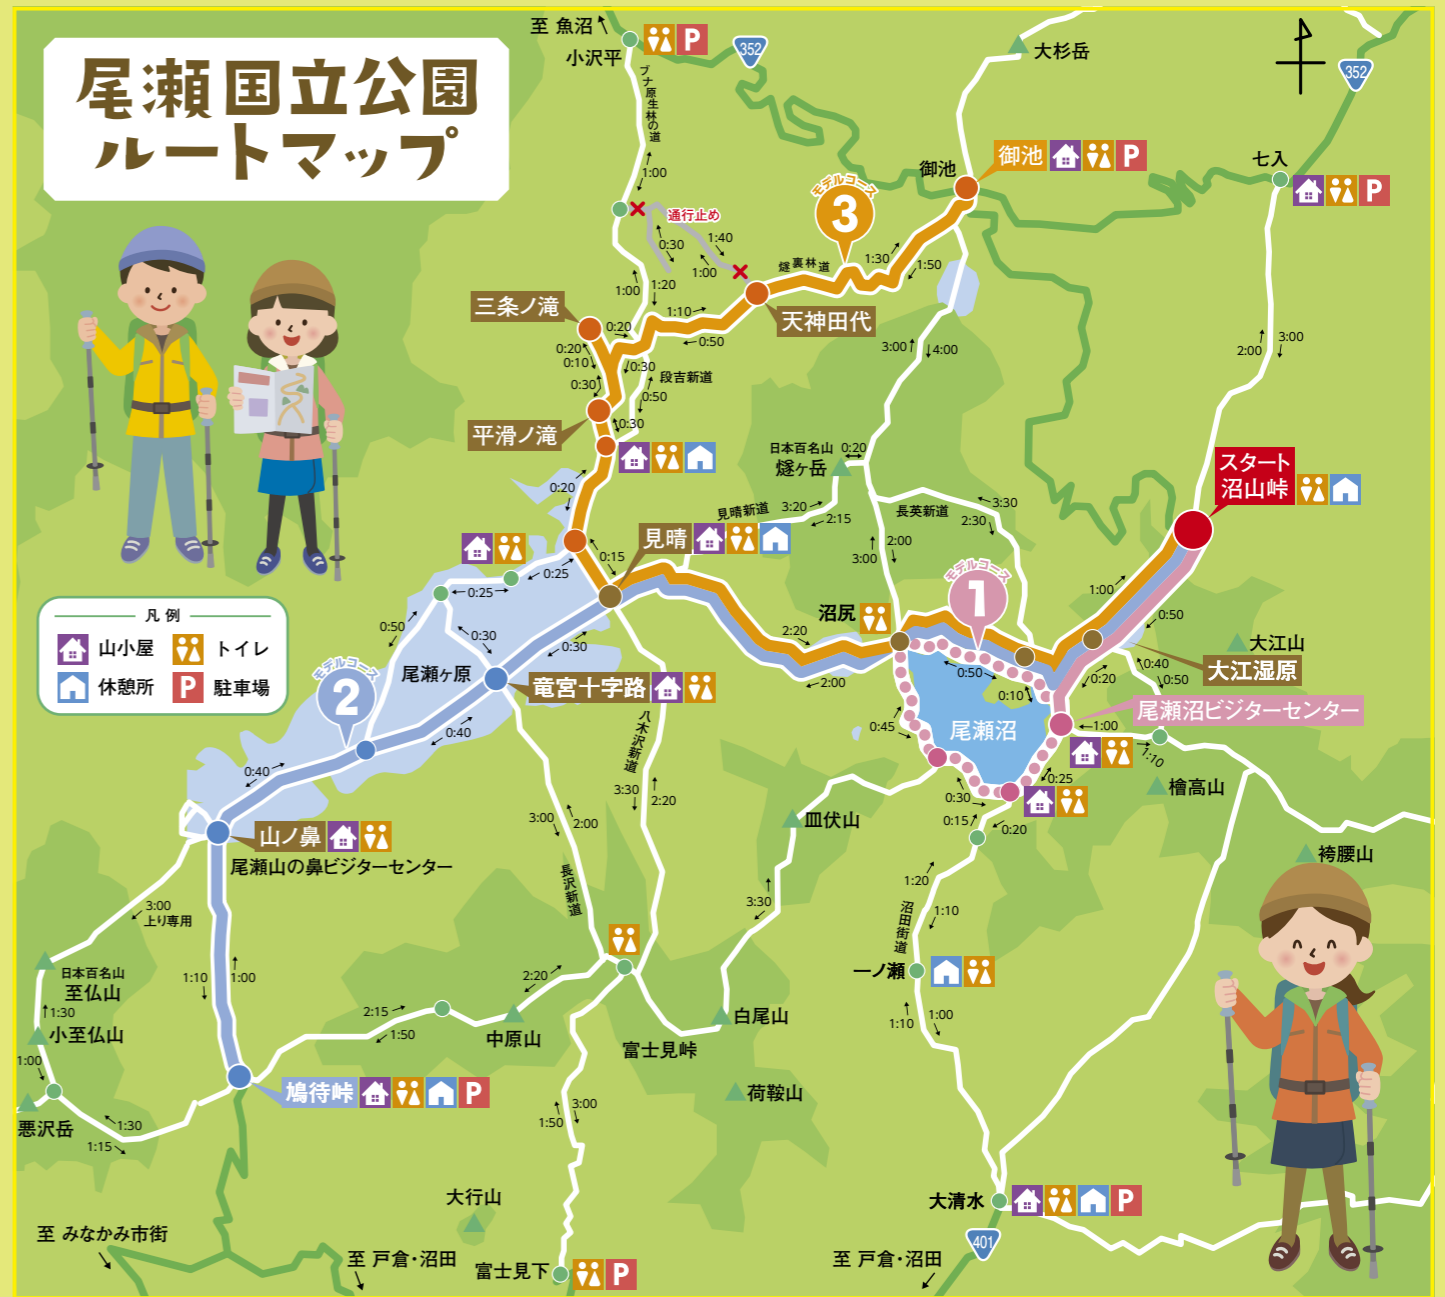 尾瀬国立公園
ルートマップ
至 魚沼
小沢平
P
352
大杉岳
352
ブナ原生林の道
1:00
御池
御池
P
七入
P
モデルコース
3
通行止め
0:30
1:40
1:00
燧裏林道
1:30
1:50
1:00
1:20
三条ノ滝
0:20
1:10
0:50
天神田代
3:00
4:00
2:00
3:00
0:20
0:10
0:30
0:30
段吉新道
0:50
平滑ノ滝
0:30
日本百名山
燧ヶ岳
0:20
スタート
沼山峠
0:20
見晴新道
3:20
2:15
長英新道
3:30
2:30
見晴
0:15
0:25
0:25
3:00
2:00
モデルコース
1
1:00
0:50
凡 例
山小屋
トイレ
休憩所
P
駐車場
0:50
0:30
0:30
2:20
2:00
沼尻
0:50
0:10
大江山
大江湿原
0:40
0:50
0:20
モデルコース
2
尾瀬ヶ原
竜宮十字路
尾瀬沼ビジターセンター
尾瀬沼
0:45
1:00
1:10
0:40
0:40
八木沢新道
3:30
2:20
0:25
0:30
0:15
0:20
檜高山
山ノ鼻
尾瀬山の鼻ビジターセンター
3:00
2:00
長沢新道
皿伏山
袴腰山
3:00
上り専用
3:30
1:20
1:10
沼田街道
日本百名山
至仏山
1:10
1:00
2:20
一ノ瀬
1:30
小至仏山
2:15
1:50
中原山
富士見峠
白尾山
1:10
1:00
1:00
鳩待峠
P
荷鞍山
悪沢岳
1:30
1:15
1:50
3:00
大行山
大清水
P
401
至 みなかみ市街
至 戸倉・沼田
富士見下
P
至 戸倉・沼田